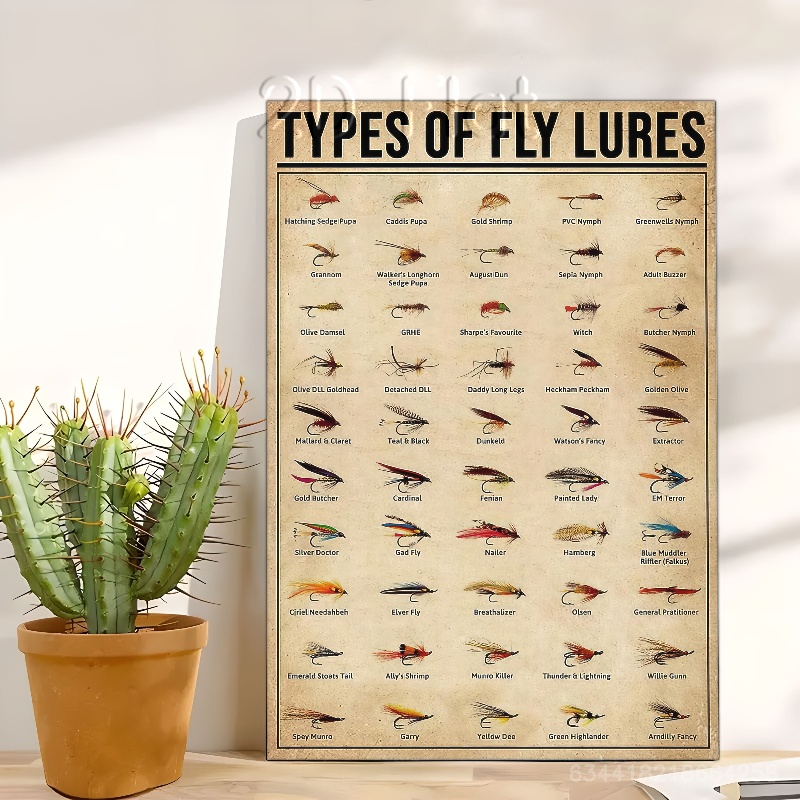 2D Flat
TYPES OF FLY LURES
Hatching Sedge Pupa
Caddis Pupa
Gold Shrimp
PVC Nymph
Greenwells Nymph
Grannom
Walker's Longhorn
Sedge Pupa
August Dun
Sepia Nymph
Adult Buzzer
Olive Damsel
GRHE
Sharpe's Favourite
Witch
Butcher Nymph
Olive DLL Goldhead
Detached DLL
Daddy Long Legs
Heckham Peckham
Golden Olive
Mallard & Claret
Teal & Black
Dunkeld
Watson's Fancy
Extractor
Gold Butcher
Cardinal
Fenian
Painted Lady
EM Terror
Silver Doctor
Gad Fly
Nailer
Hamberg
Blue Muddler
Riffler (Falkus)
Cjriel Needahbeh
Elver Fly
Breathalizer
Olsen
General Pratitioner
Emerald Stoats Tail
Ally's Shrimp
Munro Killer
Thunder & Lightning
Willie Gunn
Spey Munro
Garry
Yellow Dee
Green Highlander
Arndilly Fancy